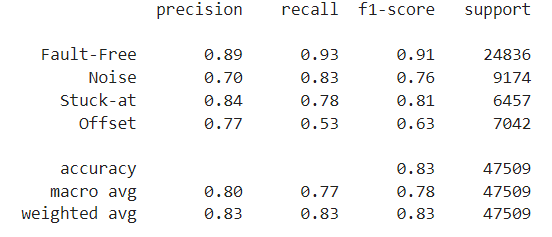 precision recall f1-score support
Fault-Free 0.89 0.93 0.91 24836
Noise 0.70 0.83 0.76 9174
Stuck-at 0.84 0.78 0.81 6457
Offset 0.77 0.53 0.63 7042
accuracy 0.83 47509
macro avg 0.80 0.77 0.78 47509
weighted avg 0.83 0.83 0.83 47509